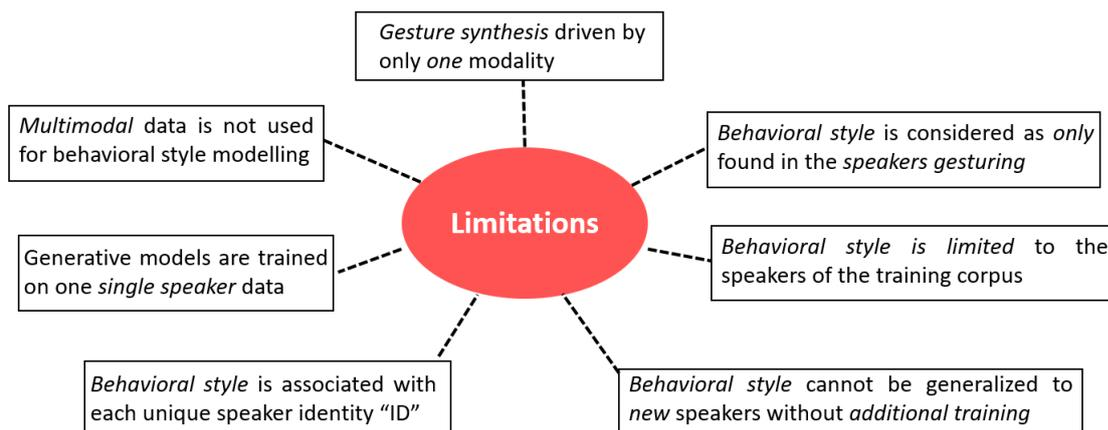 Gesture synthesis driven by
only one modality
Multimodal data is not used
for behavioral style modelling
Behavioral style is considered as only
found in the speakers gesturing
Limitations
Generative models are trained
on one single speaker data
Behavioral style is limited to the
speakers of the training corpus
Behavioral style is associated with
each unique speaker identity “ID”
Behavioral style cannot be generalized to
new speakers without additional training